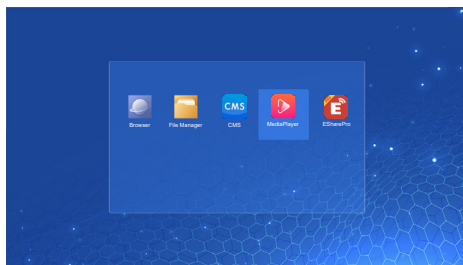 CMS
Browser
File Manager
CMS
MediaPlayer
ESharePro